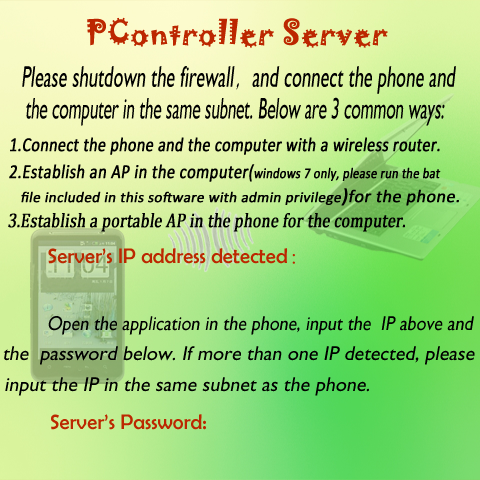 PController Server
Please shutdown the firewall，and connect the phone and
the computer in the same subnet. Below are 3 common ways:
1.Connect the phone and the computer with a wireless router.
2.Establish an AP in the computer(windows 7 only, please run the bat
file included in this software with admin privilege)for the phone.
3.Establish a portable AP in the phone for the computer.
11 04
Server's IP address detected :
Open the application in the phone, input the IP above and
the password below. If more than one IP detected, please
input the IP in the same subnet as the phone.
Server's Password: